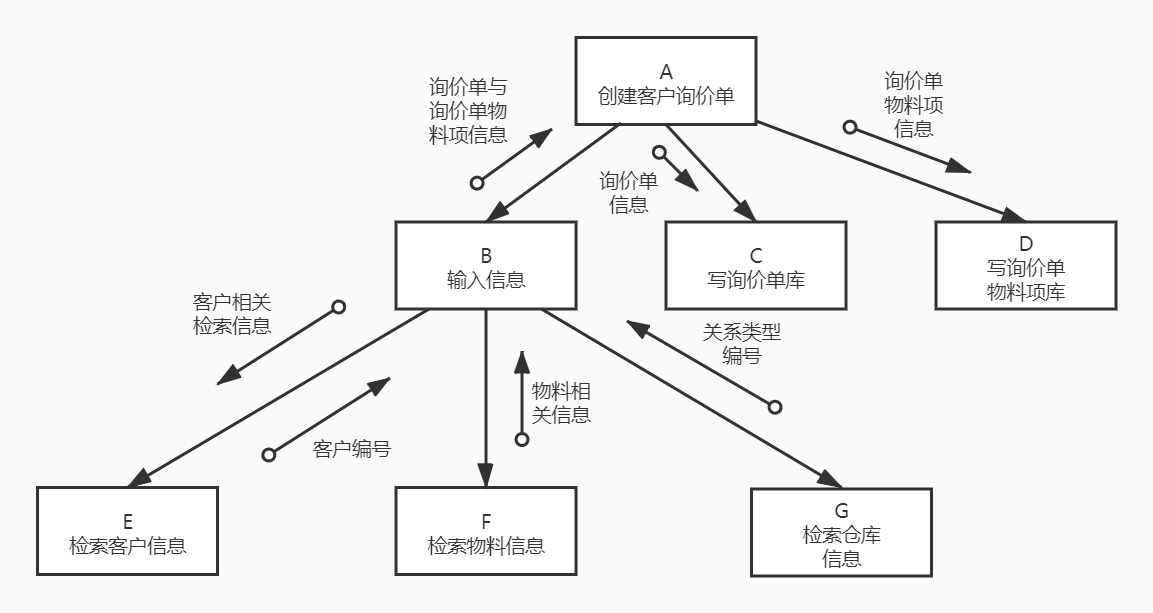 A
创建客户询价单
询价单与
询价单物
料项信息
询价单
物料项
信息
询价单
信息
B
输入信息
C
写询价单库
D
写询价单
物料项库
客户相关
检索信息
关系类型
编号
物料相
关信息
客户编号
E
检索客户信息
F
检索物料信息
G
检索仓库
信息